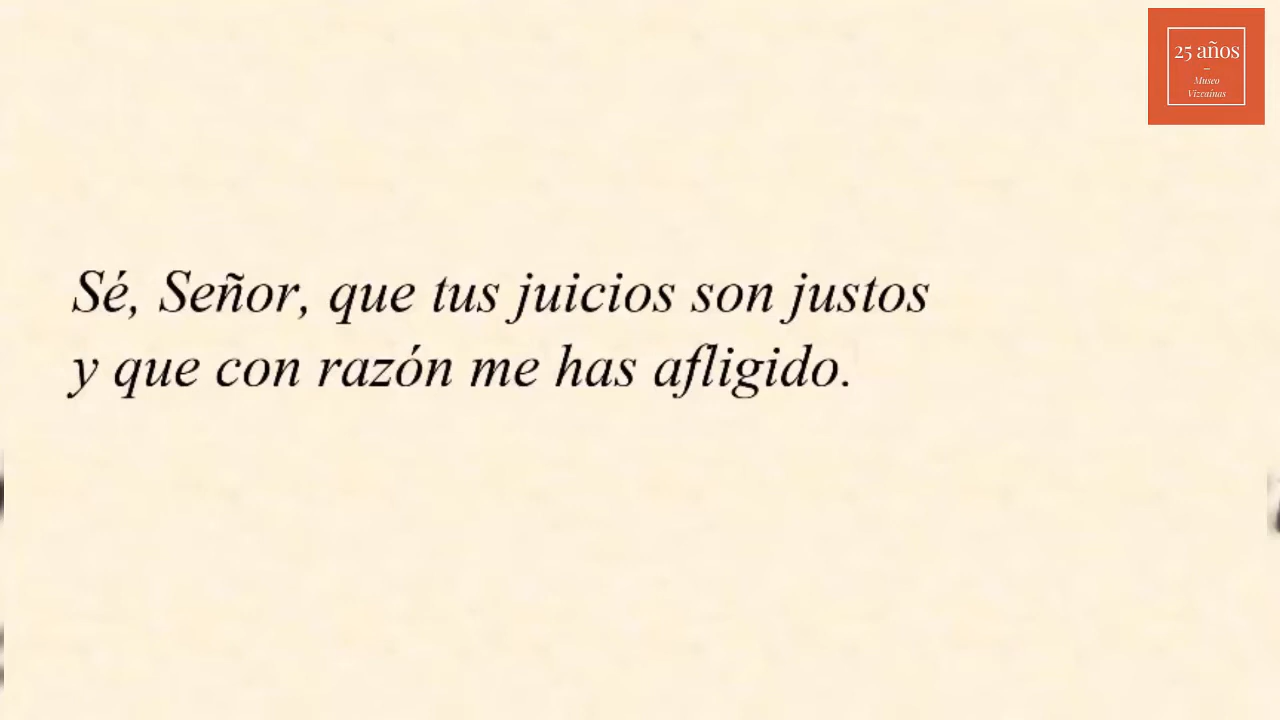 25 años
–
Museo
Vizcaínas
Sé, Señor, que tus juicios son justos
y que con razón me has afligido.